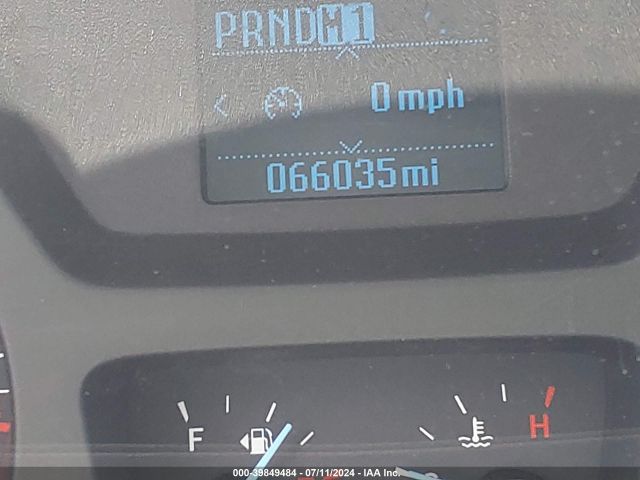 PRNDM1
0 mph
066035mi
F
H
000-39849484 - 07/11/2024 - IAA Inc.